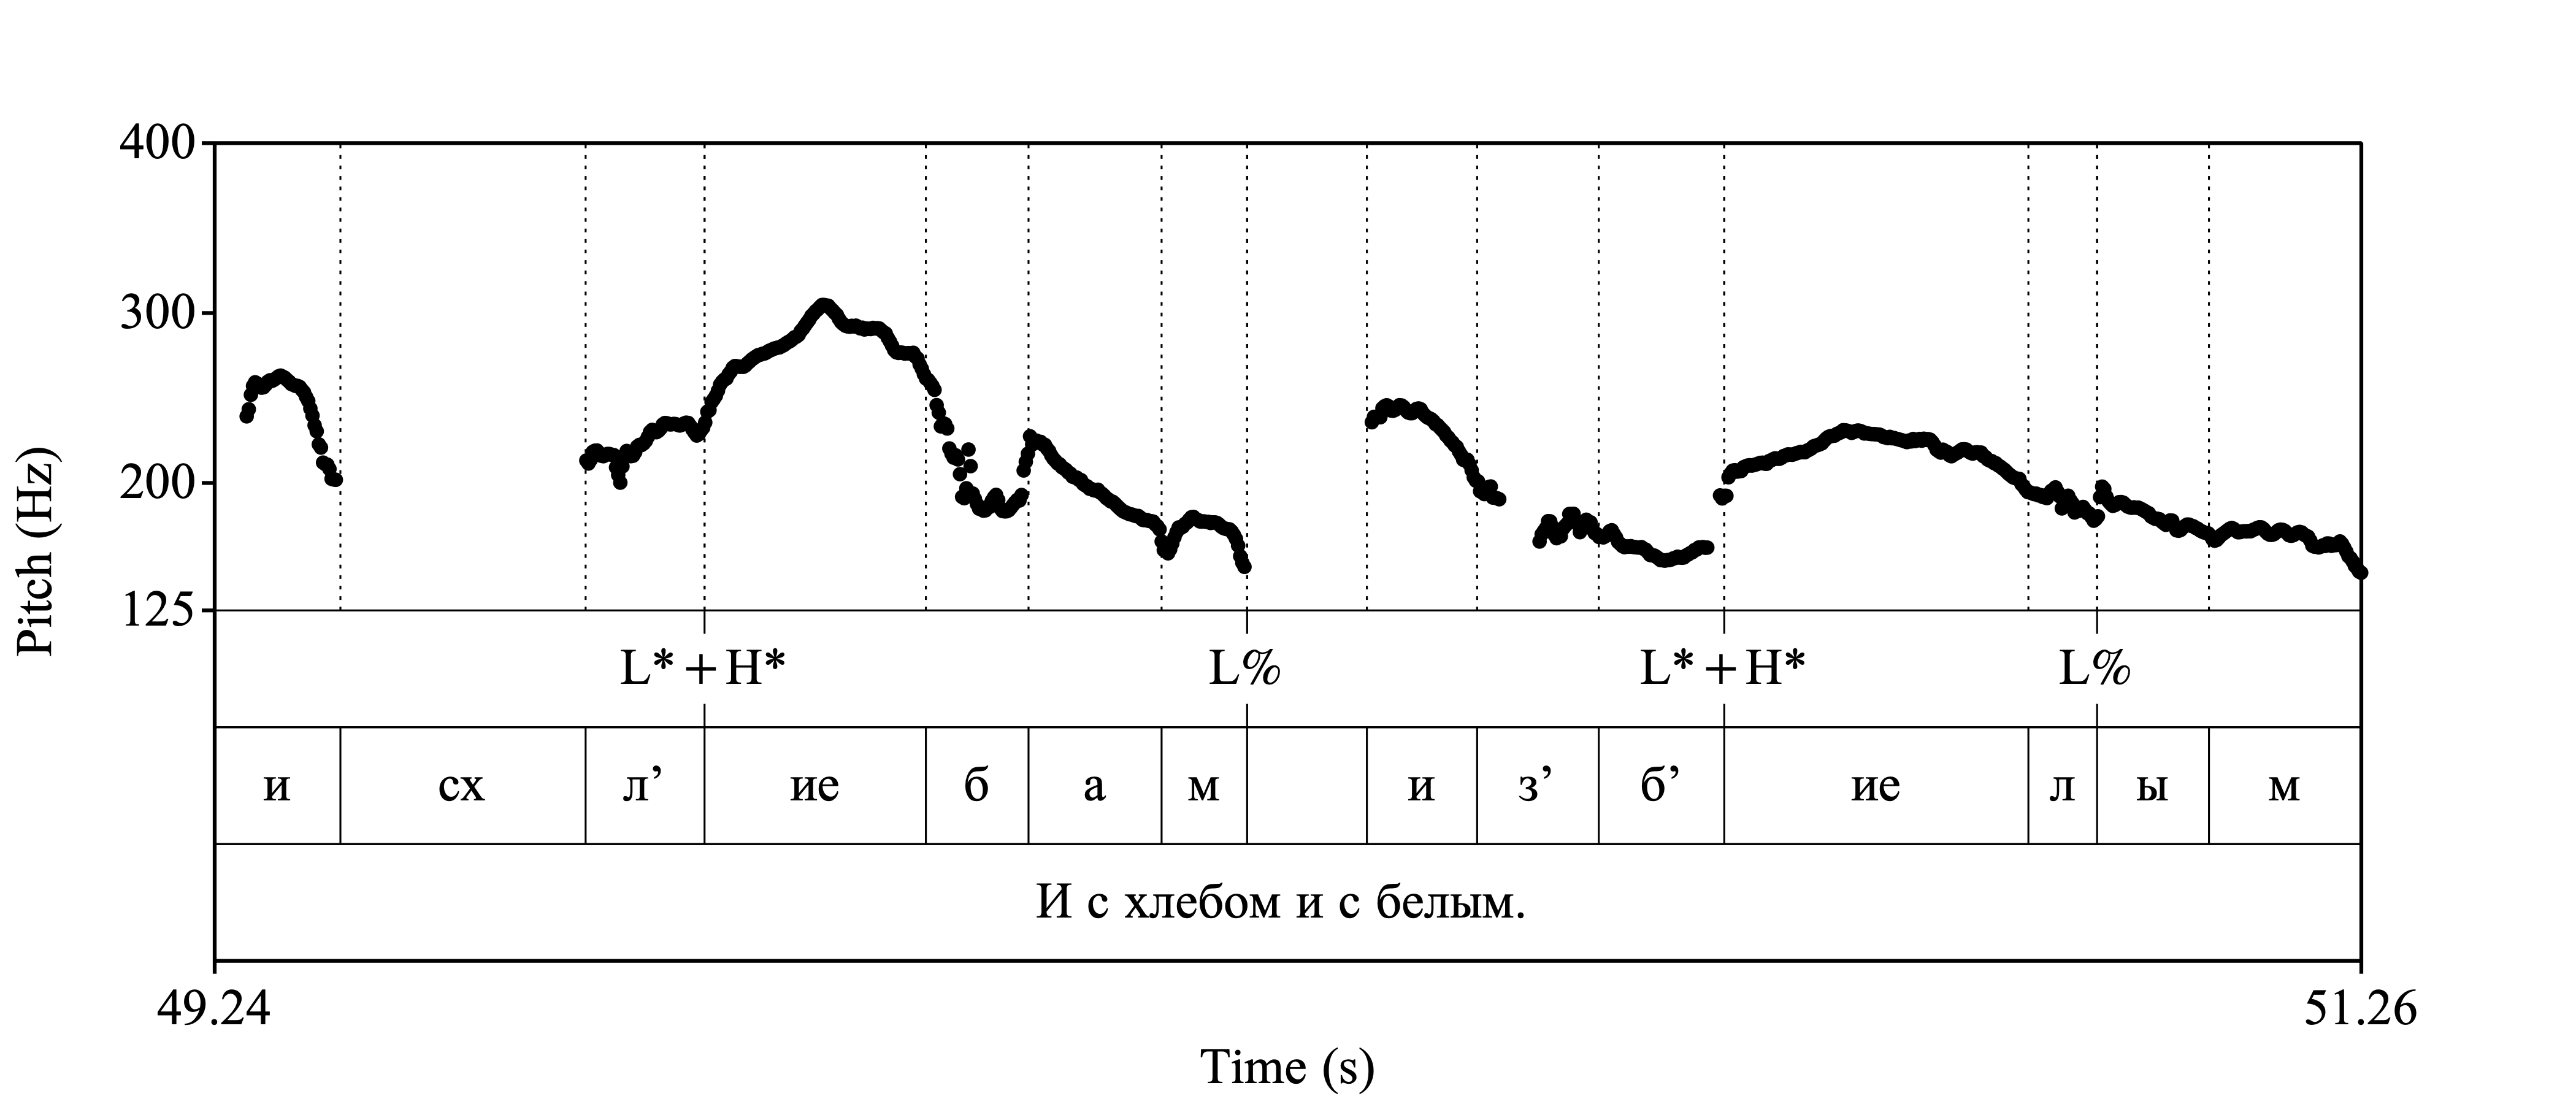 400
300
200
125
Pitch (Hz)
L*+H* L% L*+H* L%
и сх л’ ие б а м и з’ б’ ие л ы м
И с хлебом и с белым.
49.24 51.26
Time (s)